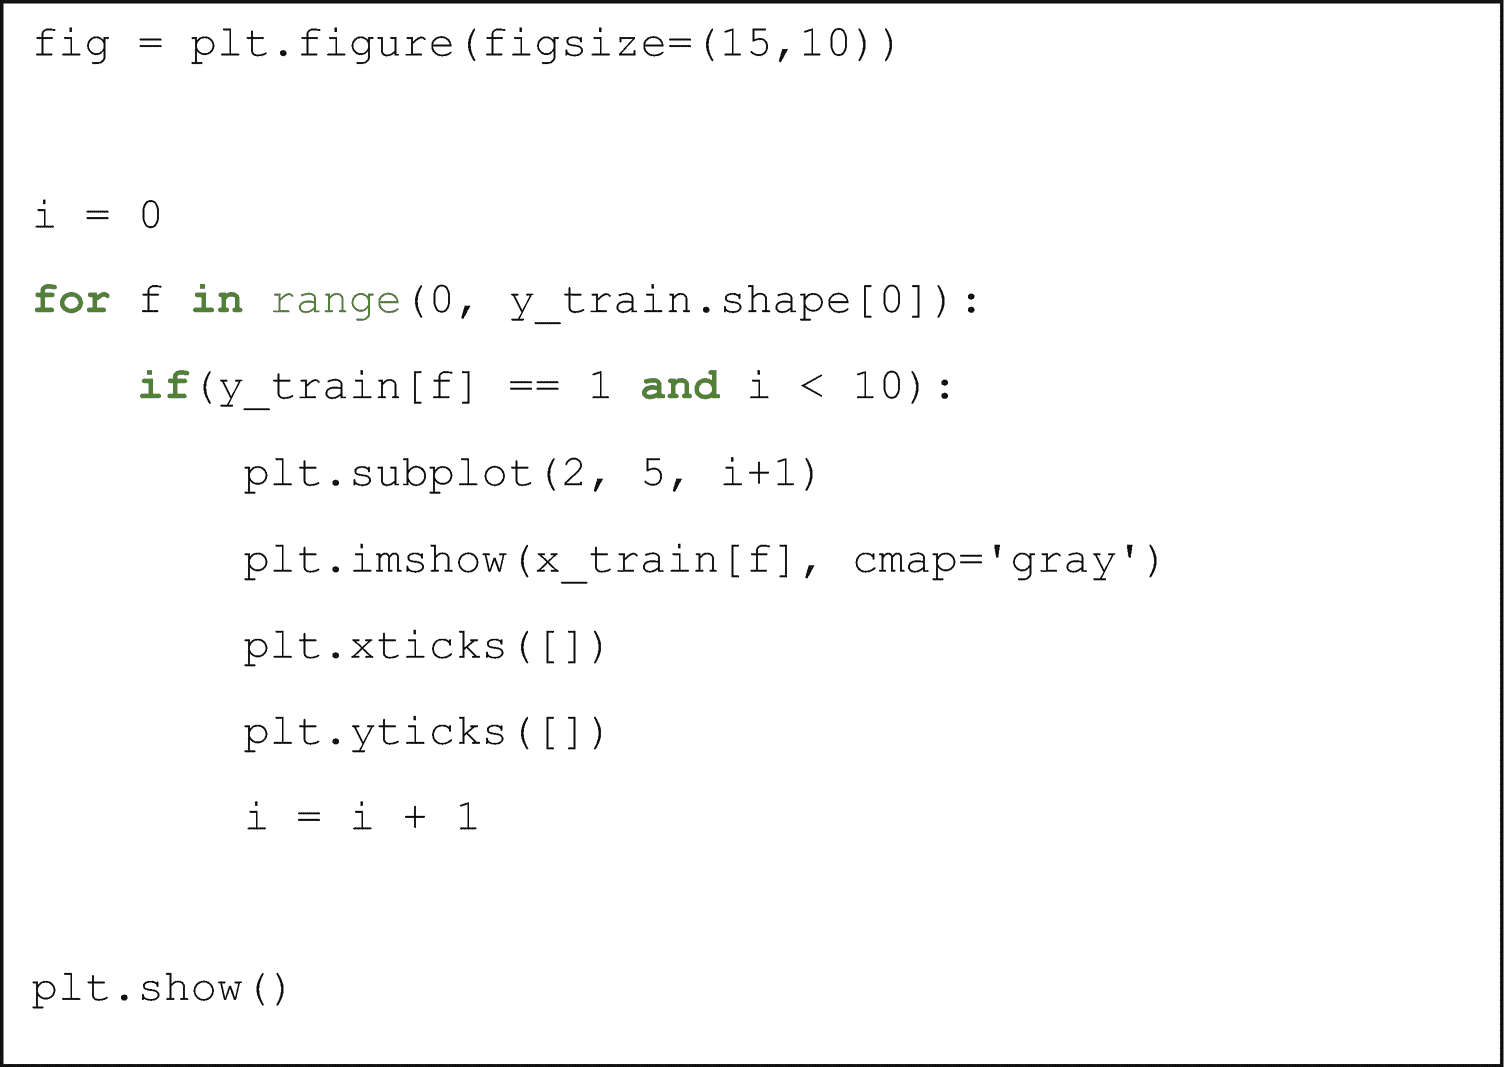 fig = plt.figure(figsize=(15,10))
i = 0
for f in range(0, y_train.shape[0]):
    if(y_train[f] == 1 and i < 10):
        plt.subplot(2, 5, i+1)
        plt.imshow(x_train[f], cmap='gray')
        plt.xticks([])
        plt.yticks([])
        i = i + 1
plt.show()